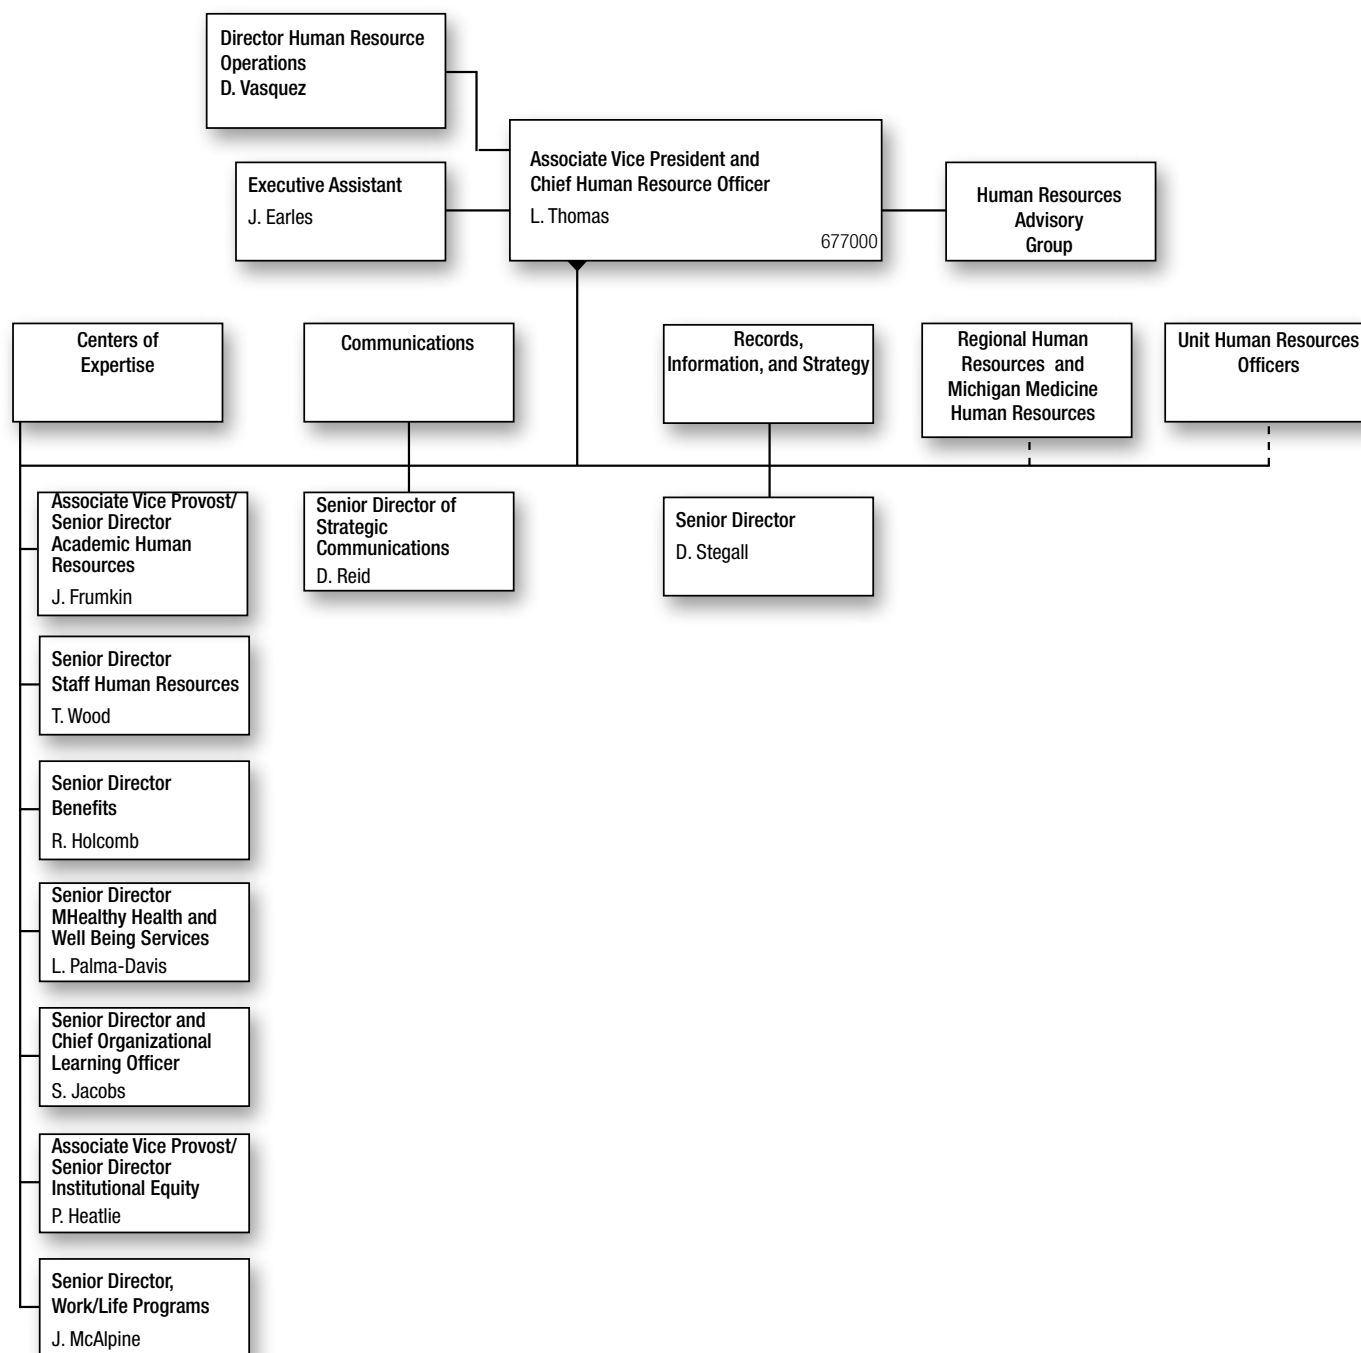 Director Human Resource
Operations
D. Vasquez
Associate Vice President and
Chief Human Resource Officer
L. Thomas
677000
Executive Assistant
J. Earles
Human Resources
Advisory
Group
Centers of
Expertise
Communications
Records,
Information, and Strategy
Regional Human
Resources and
Michigan Medicine
Human Resources
Unit Human Resources
Officers
Associate Vice Provost/
Senior Director
Academic Human
Resources
J. Frumkin
Senior Director of
Strategic
Communications
D. Reid
Senior Director
D. Stegall
Senior Director
Staff Human Resources
T. Wood
Senior Director
Benefits
R. Holcomb
Senior Director
MHealthy Health and
Well Being Services
L. Palma-Davis
Senior Director and
Chief Organizational
Learning Officer
S. Jacobs
Associate Vice Provost/
Senior Director
Institutional Equity
P. Heatlie
Senior Director,
Work/Life Programs
J. McAlpine